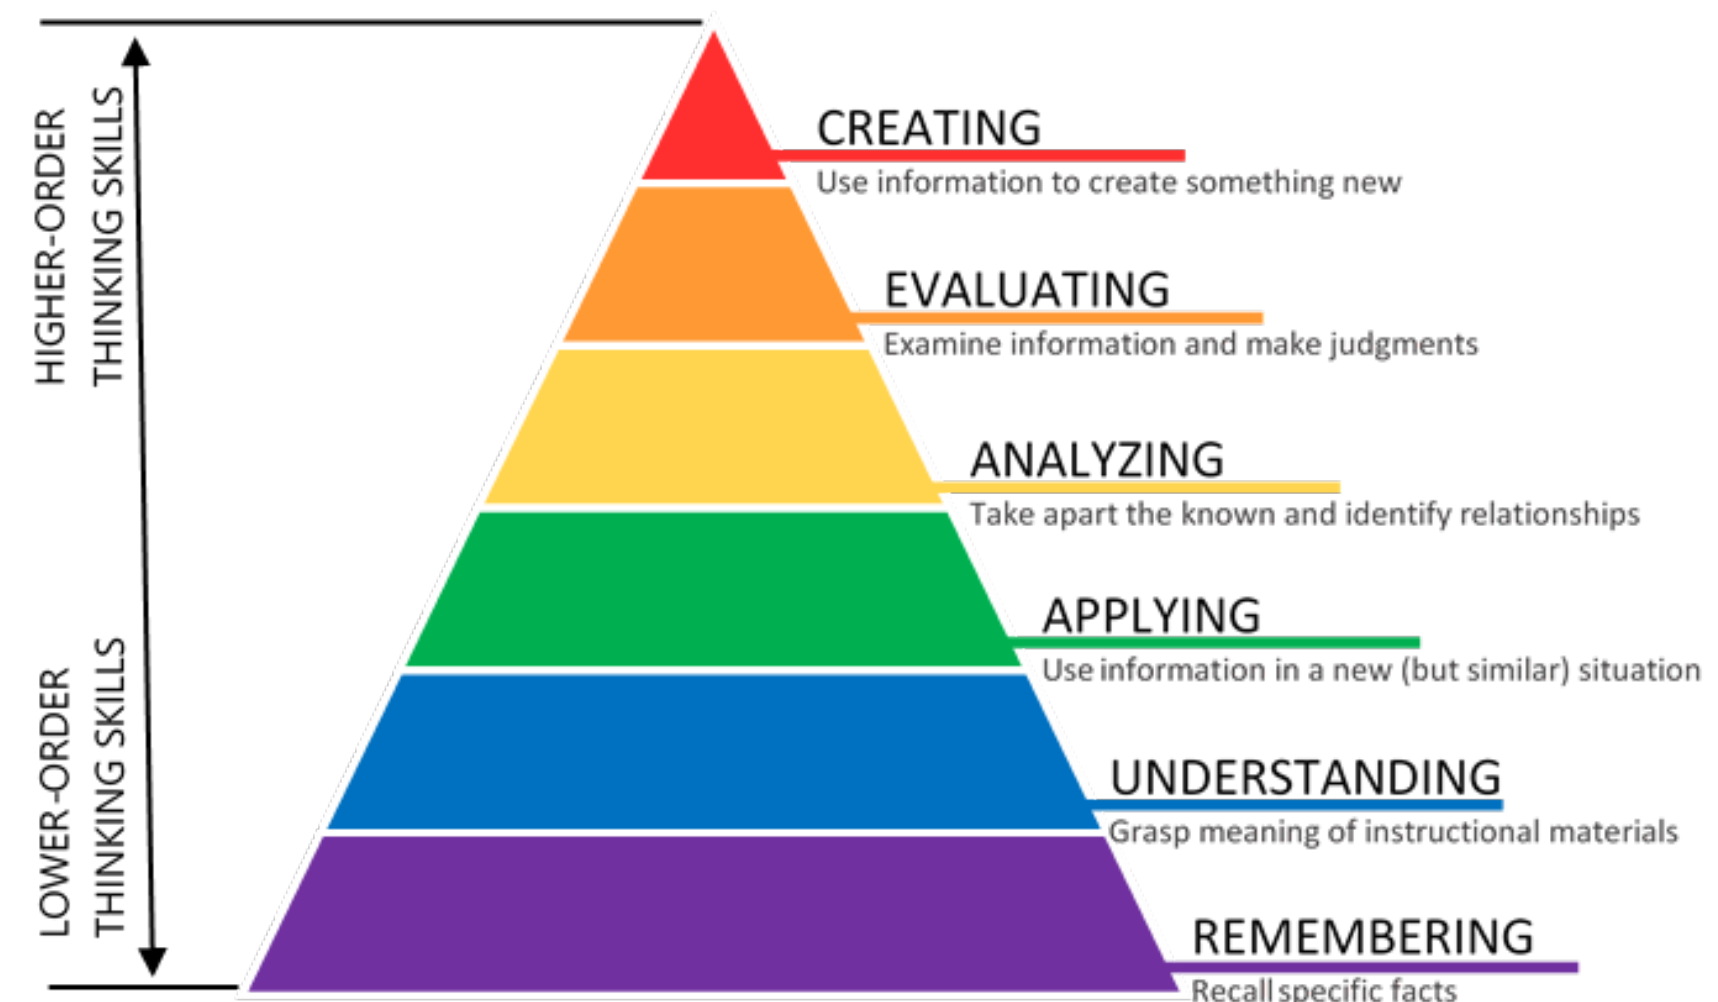 HIGHER-ORDER
THINKING SKILLS
CREATING
Use information to create something new
EVALUATING
Examine information and make judgments
ANALYZING
Take apart the known and identify relationships
APPLYING
Use information in a new (but similar) situation
LOWER-ORDER
THINKING SKILLS
UNDERSTANDING
Grasp meaning of instructional materials
REMEMBERING
Recall specific facts